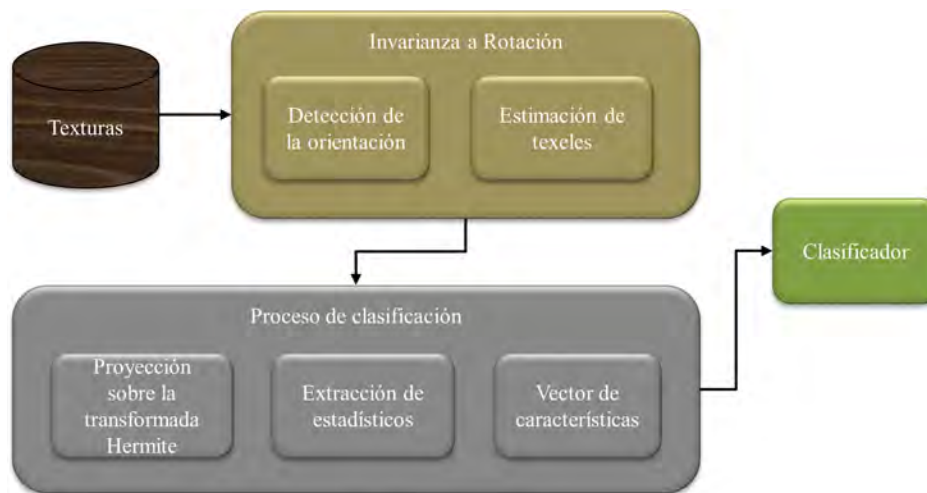 Invarianza a Rotación
Texturas
Detección de
la orientación
Estimación de
texeles
Clasificador
Proceso de clasificación
Proyección
sobre la
transformada
Hermite
Extracción de
estadísticos
Vector de
características